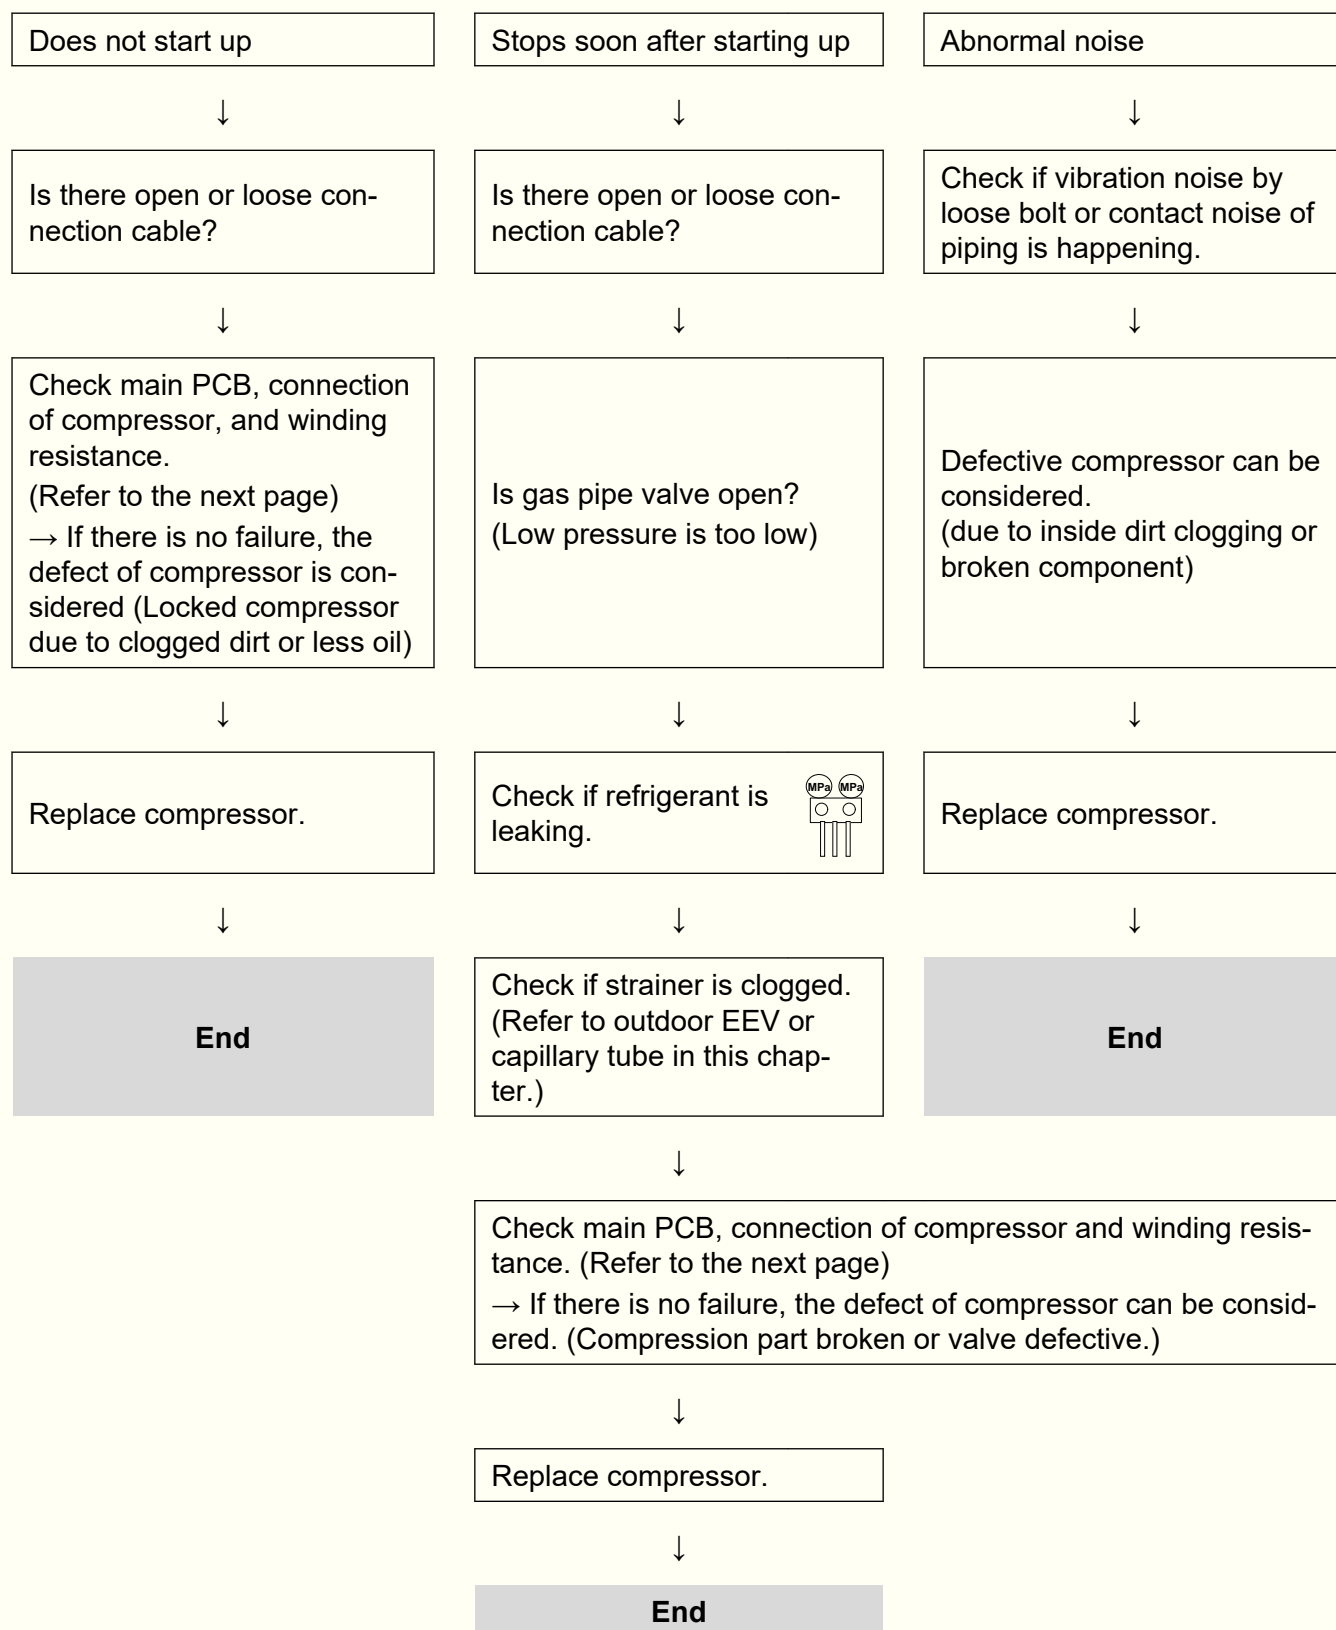 Does not start up
Stops soon after starting up
Abnormal noise
↓
↓
↓
Is there open or loose con-
nection cable?
Is there open or loose con-
nection cable?
Check if vibration noise by
loose bolt or contact noise of
piping is happening.
↓
↓
↓
Check main PCB, connection
of compressor, and winding
resistance.
(Refer to the next page)
→ If there is no failure, the
defect of compressor is con-
sidered (Locked compressor
due to clogged dirt or less oil)
Is gas pipe valve open?
(Low pressure is too low)
Defective compressor can be
considered.
(due to inside dirt clogging or
broken component)
↓
↓
↓
Replace compressor.
Check if refrigerant is
leaking.
MPa MPa
Replace compressor.
↓
↓
↓
End
Check if strainer is clogged.
(Refer to outdoor EEV or
capillary tube in this chap-
ter.)
End
↓
Check main PCB, connection of compressor and winding resis-
tance. (Refer to the next page)
→ If there is no failure, the defect of compressor can be consid-
ered. (Compression part broken or valve defective.)
↓
Replace compressor.
↓
End